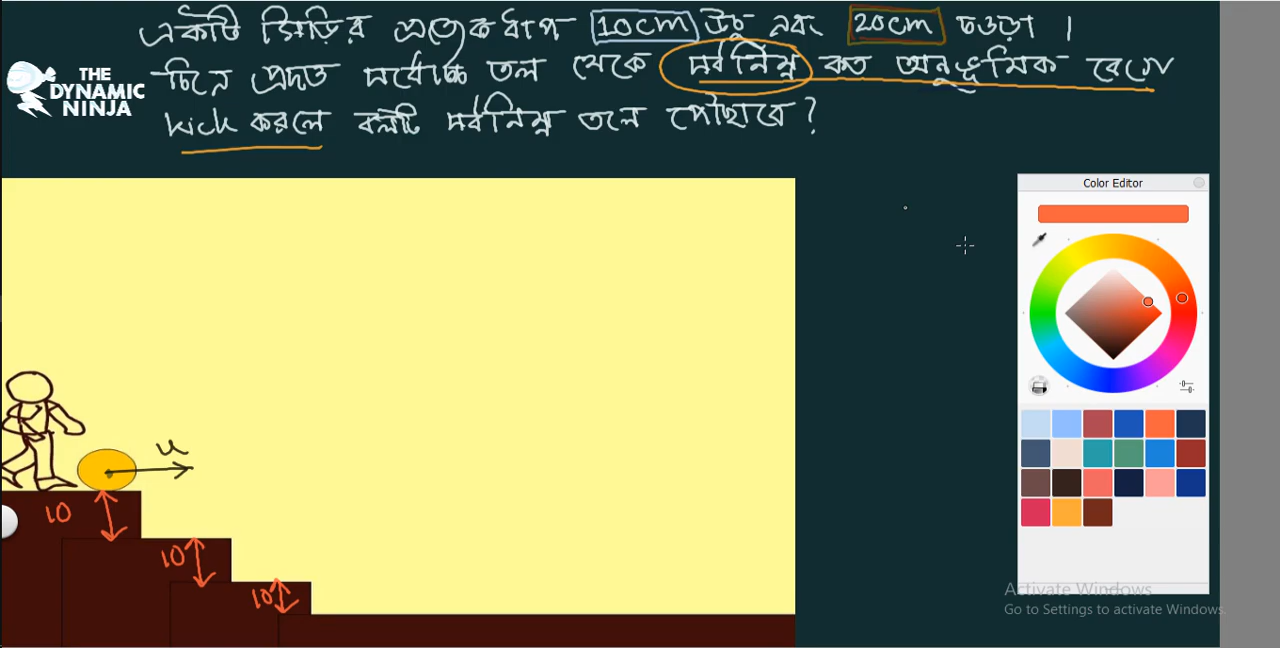 একটি সিড়ির প্রত্যেক ধাপ 10cm উচু এবং 20cm চওড়া ।
চিত্রে প্রদত্ত সর্বোচ্চ তল থেকে সর্বনিম্ন কত অনুভূমিক বেগে
kick করলে বলটি সর্বনিম্ন তলে পৌছাবে ?
THE
DYNAMIC
NINJA
Color Editor
u
10
10
10
Activate Windows
Go to Settings to activate Windows.